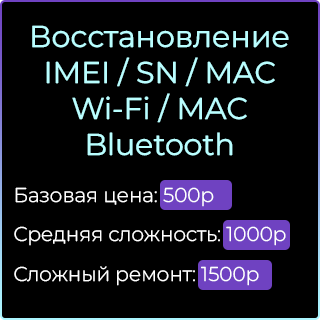 Восстановление
IMEI / SN / MAC
Wi-Fi / MAC
Bluetooth
Базовая цена: 500р
Средняя сложность: 1000р
Сложный ремонт: 1500р